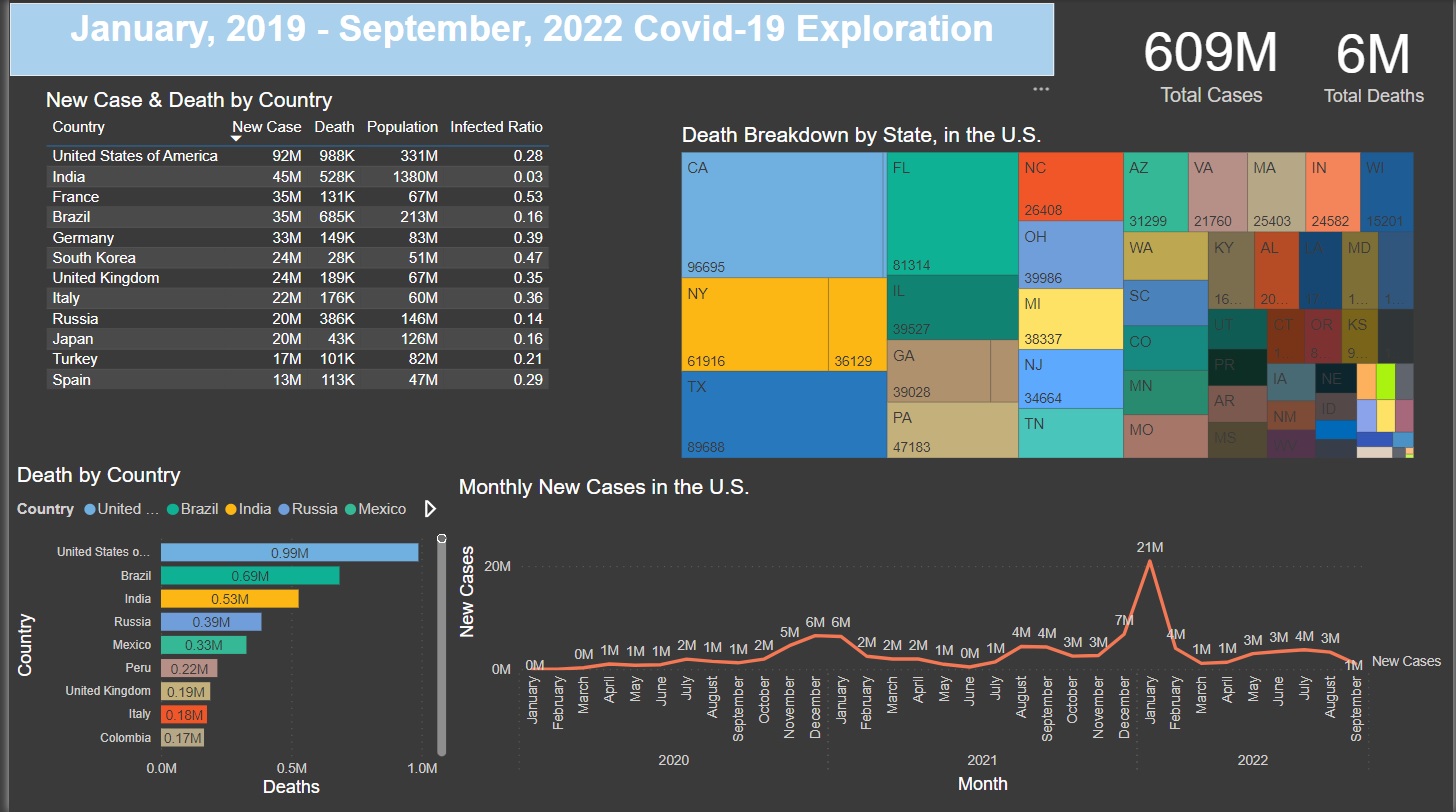 January, 2019 - September, 2022 Covid-19 Exploration
609M
Total Cases
6M
Total Deaths
...
New Case & Death by Country
Country New Case Death Population Infected Ratio
United States of America 92M 988K 331M 0.28
India 45M 528K 1380M 0.03
France 35M 131K 67M 0.53
Brazil 35M 685K 213M 0.16
Germany 33M 149K 83M 0.39
South Korea 24M 28K 51M 0.47
United Kingdom 24M 189K 67M 0.35
Italy 22M 176K 60M 0.36
Russia 20M 386K 146M 0.14
Japan 20M 43K 126M 0.16
Turkey 17M 101K 82M 0.21
Spain 13M 113K 47M 0.29
Death Breakdown by State, in the U.S.
CA
96695
NY
61916
36129
TX
89688
FL
81314
IL
39527
GA
39028
PA
47183
NC
26408
OH
39986
MI
38337
NJ
34664
TN
AZ
31299
VA
21760
MA
25403
IN
24582
WI
15201
WA
SC
CO
MN
MO
KY
16...
AL
20...
LA
MD
1...
1...
UT
PR
AR
MS
CT
OR
8...
KS
9...
IA
NE
NM
ID
Death by Country
Country United ... Brazil India Russia Mexico
Country
United States o... 0.99M
Brazil 0.69M
India 0.53M
Russia 0.39M
Mexico 0.33M
Peru 0.22M
United Kingdom 0.19M
Italy 0.18M
Colombia 0.17M
0.0M 0.5M 1.0M
Deaths
Monthly New Cases in the U.S.
New Cases
20M
0M
0M 0M 1M 1M 1M 2M 1M 1M 2M 5M 6M 6M 2M 2M 2M 1M 0M 1M 4M 4M 3M 3M 7M 21M 4M 1M 1M 3M 3M 4M 3M 1M
New Cases
January February March April May June July August September October November December January February March April May June July August September October November December January February March April May June July August September
2020 2021 2022
Month